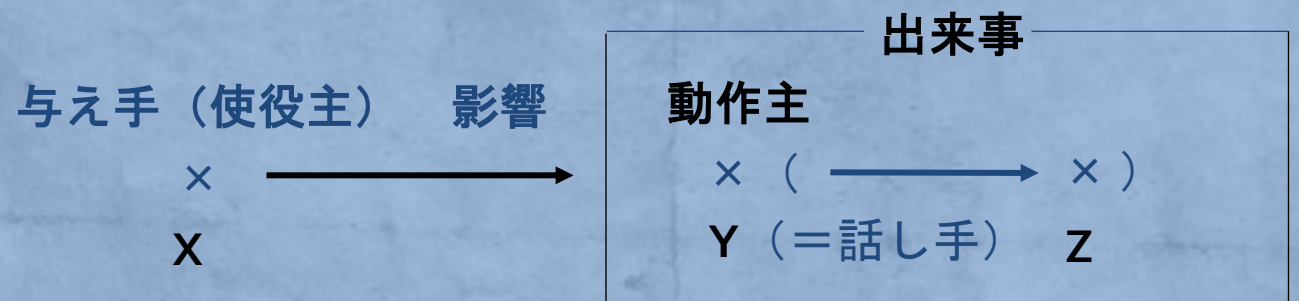 出来事
与え手（使役主） 影響 動作主
× × （ × ）
X Y（＝話し手） Z